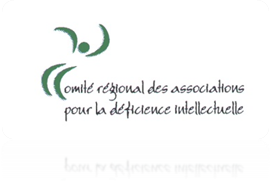 Comité régional des associations
pour la déficience intellectuelle